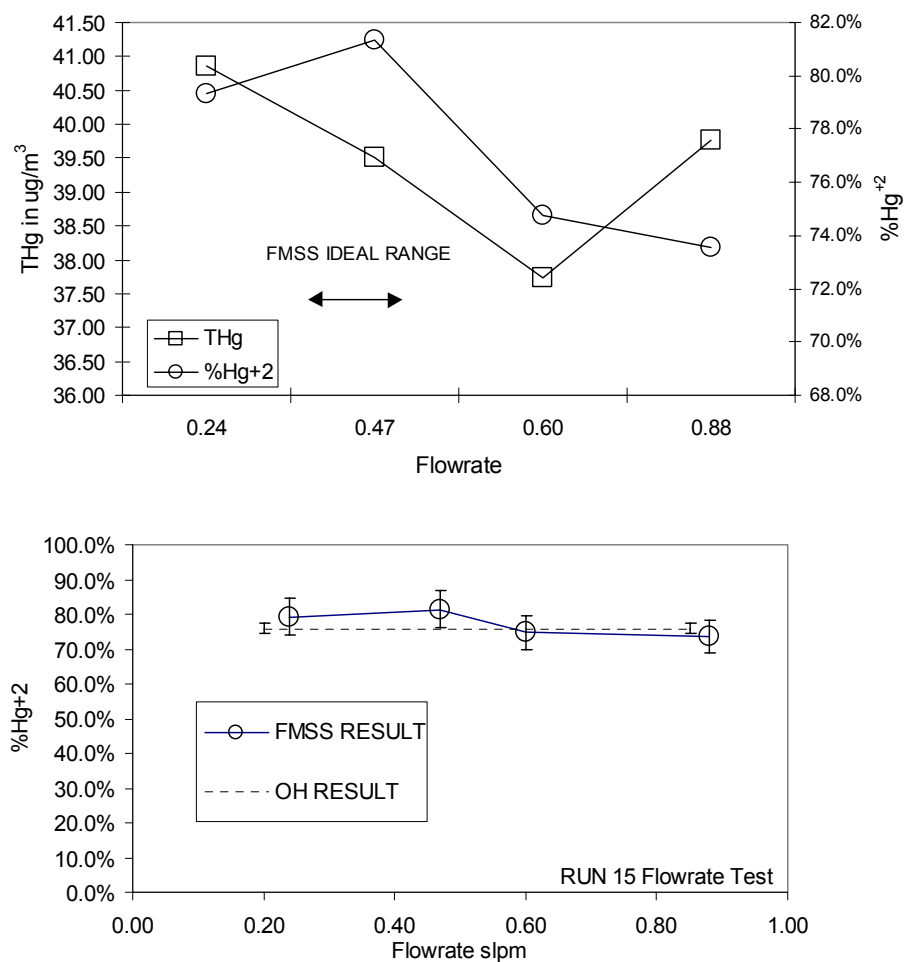 41.50
41.00
40.50
40.00
39.50
39.00
38.50
38.00
37.50
37.00
36.50
36.00
THg in ug/m³
82.0%
80.0%
78.0%
76.0%
74.0%
72.0%
70.0%
68.0%
%Hg⁺²
FMSS IDEAL RANGE
THg
%Hg+2
0.24 0.47 0.60 0.88
Flowrate
100.0%
90.0%
80.0%
70.0%
60.0%
50.0%
40.0%
30.0%
20.0%
10.0%
0.0%
%Hg+2
FMSS RESULT
OH RESULT
RUN 15 Flowrate Test
0.00 0.20 0.40 0.60 0.80 1.00
Flowrate slpm